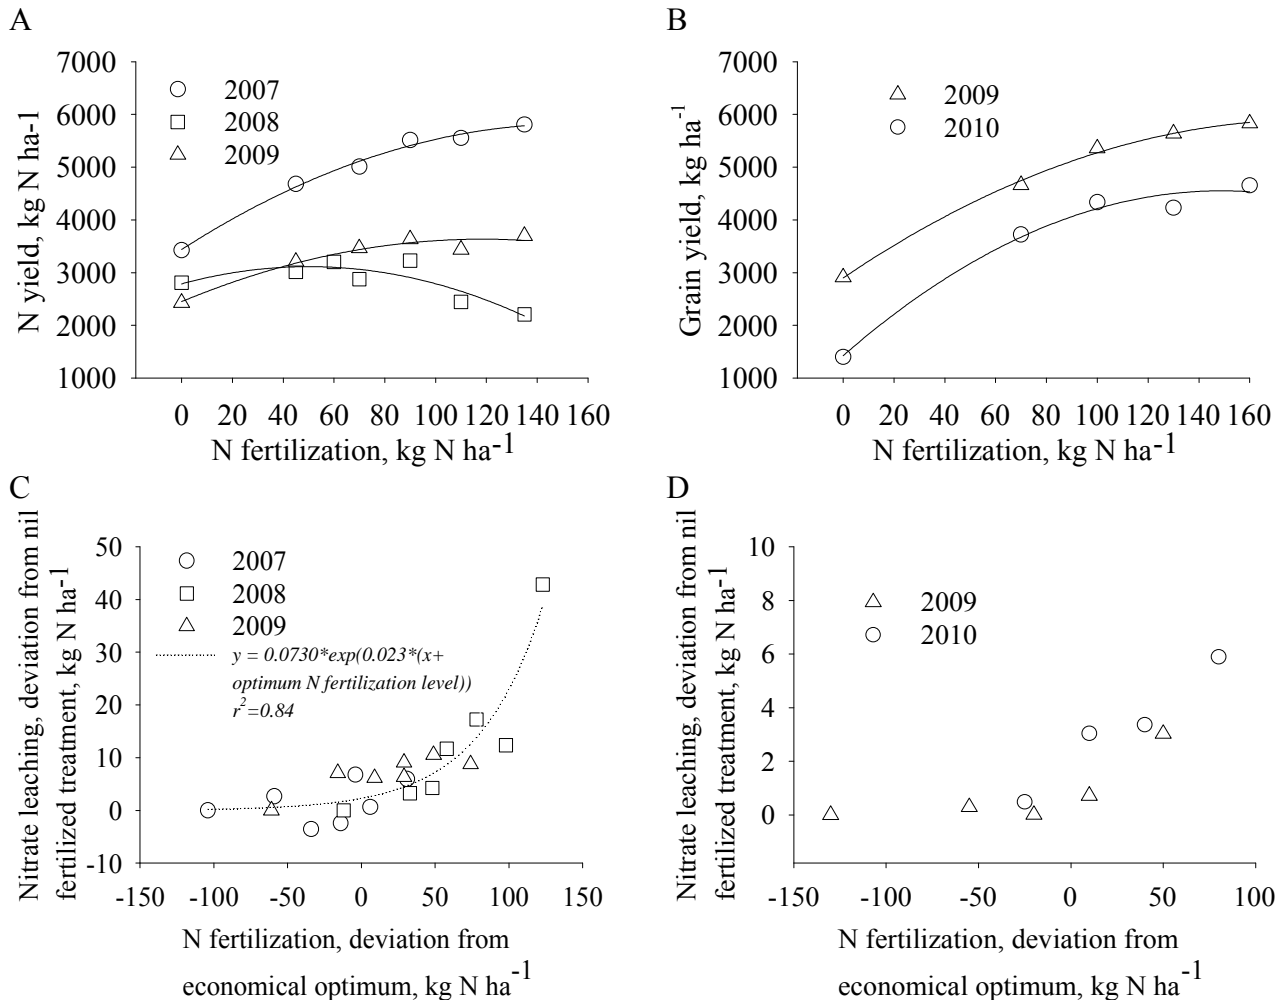 A
7000
6000
5000
4000
3000
2000
1000
N yield, kg N ha-1
2007
2008
2009
0 20 40 60 80 100 120 140 160
N fertilization, kg N ha-1
B
7000
6000
5000
4000
3000
2000
1000
Grain yield, kg ha-1
2009
2010
0 20 40 60 80 100 120 140 160
N fertilization, kg N ha-1
C
50
40
30
20
10
0
-10
Nitrate leaching, deviation from nil
fertilized treatment, kg N ha-1
2007
2008
2009
y = 0.0730*exp(0.023*(x+
optimum N fertilization level))
r2=0.84
-150 -100 -50 0 50 100 150
N fertilization, deviation from
economical optimum, kg N ha-1
D
10
8
6
4
2
0
Nitrate leaching, deviation from nil
fertilized treatment, kg N ha-1
2009
2010
-150 -100 -50 0 50 100
N fertilization, deviation from
economical optimum, kg N ha-1